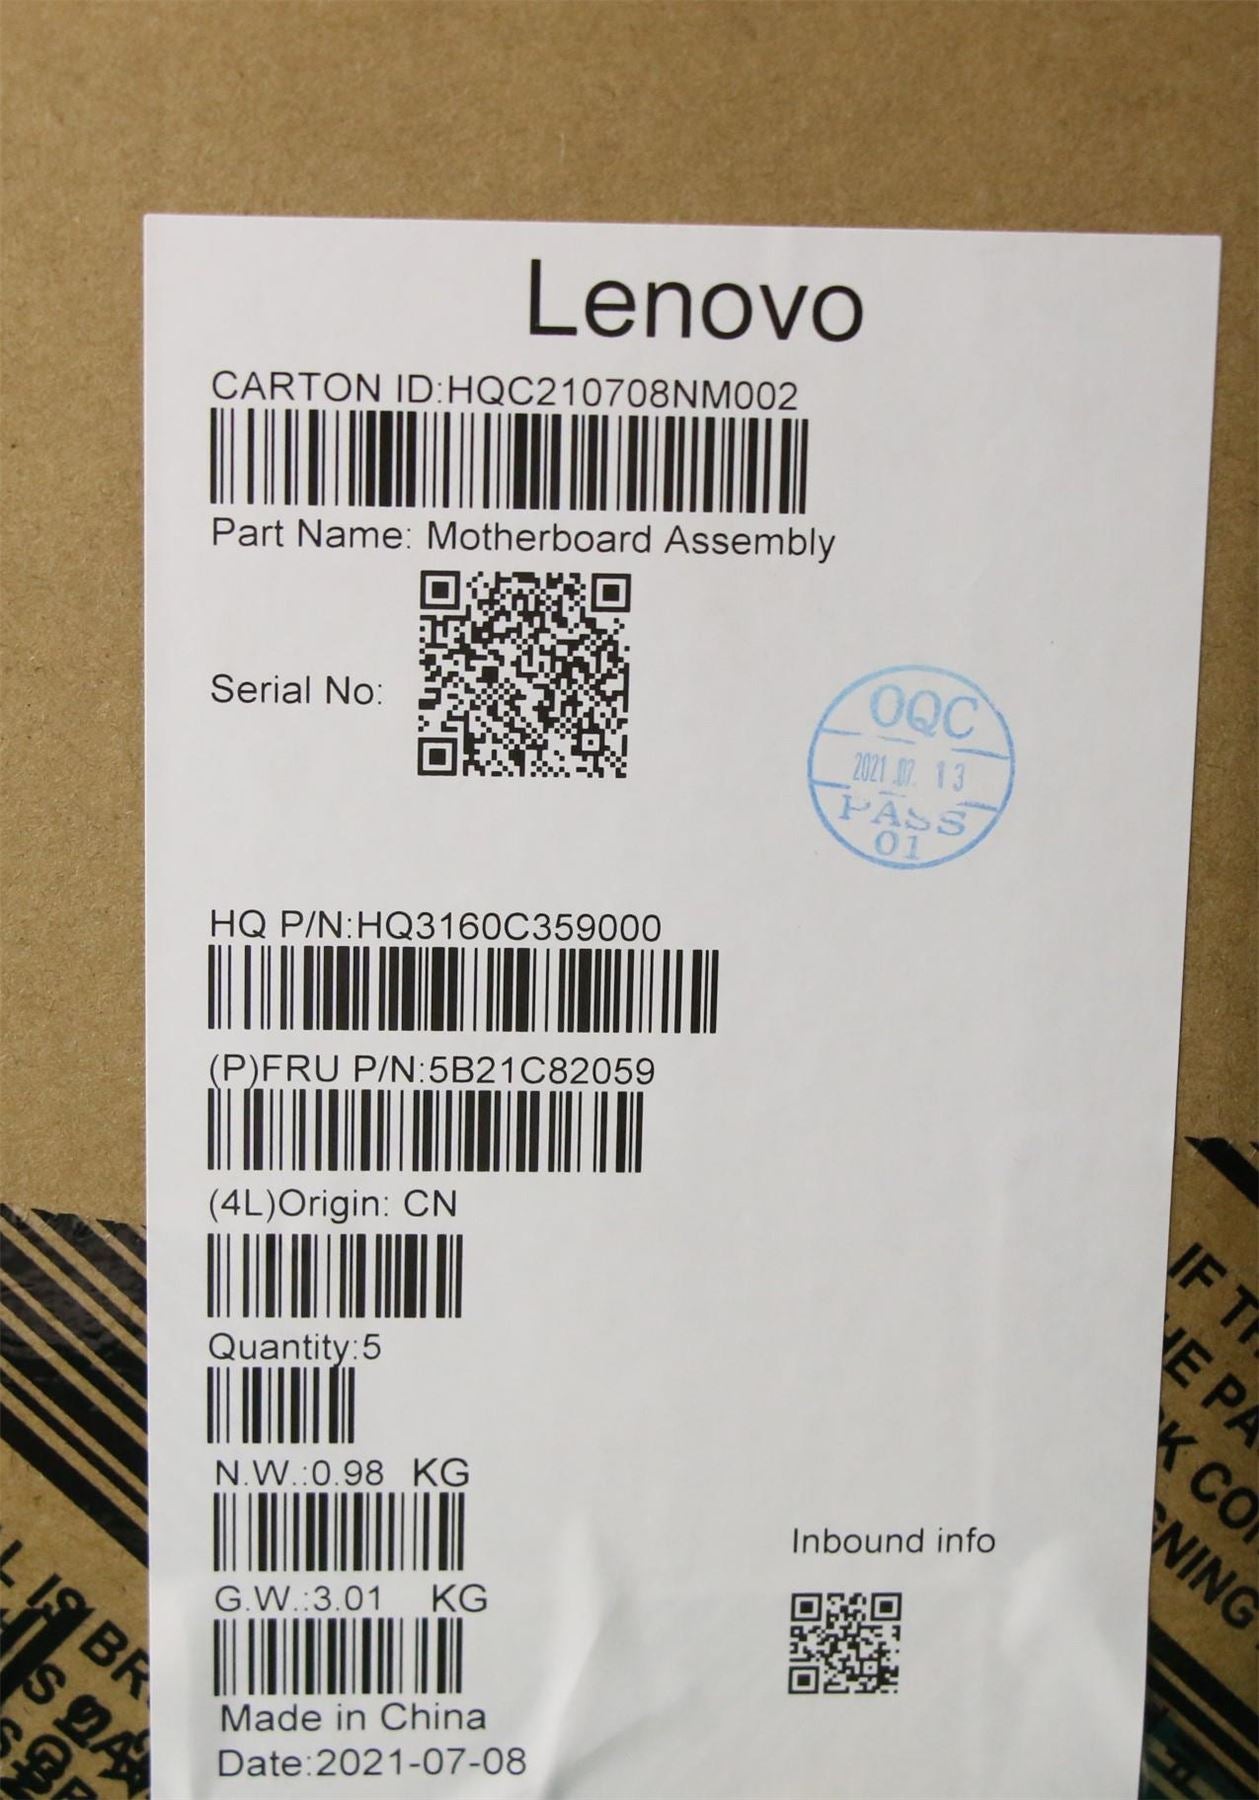 Lenovo
CARTON ID:HQC210708NM002
Part Name: Motherboard Assembly
Serial No:
OQC
2021.07.13
PASS
01
HQ P/N:HQ3160C359000
(P)FRU P/N:5B21C82059
(4L)Origin: CN
Quantity:5
N.W.:0.98 KG
G.W.:3.01 KG
Made in China
Date:2021-07-08
Inbound info
IF